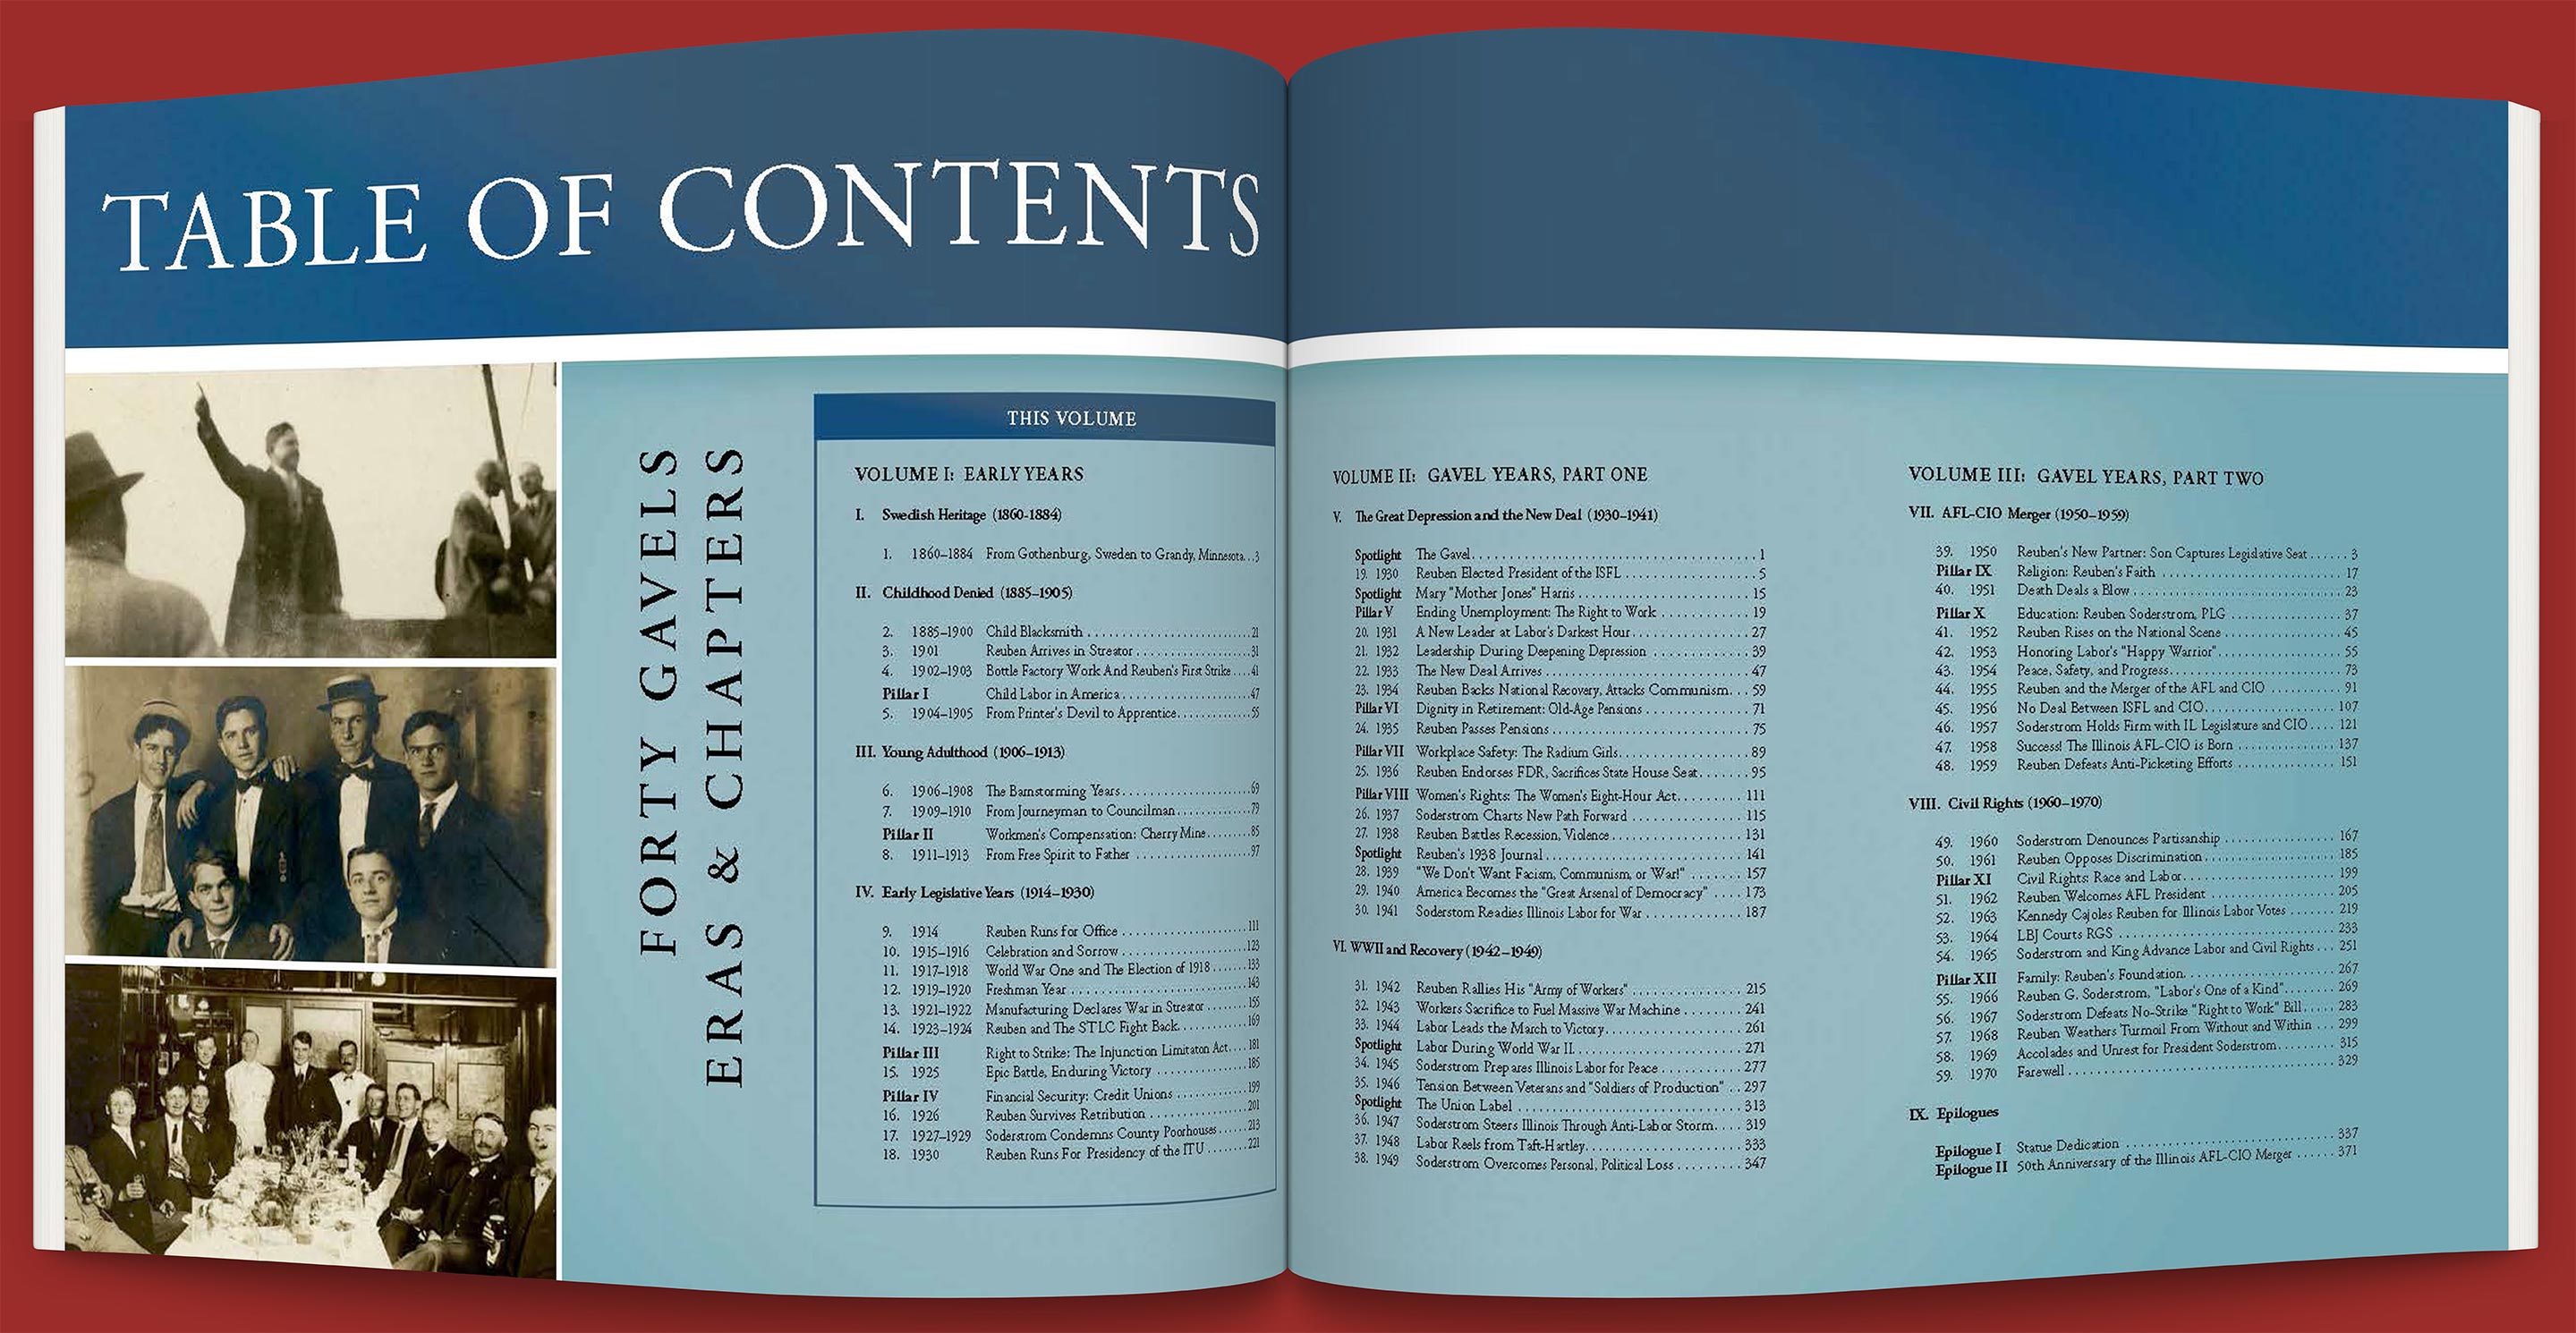 TABLE OF CONTENTS
FORTY GAVELS
ERAS & CHAPTERS
THIS VOLUME
VOLUME I: EARLY YEARS
I. Swedish Heritage (1860-1884)
1. 1860–1884 From Gothenburg, Sweden to Grandy, Minnesota...3
II. Childhood Denied (1885–1905)
2. 1885–1900 Child Blacksmith ... 21
3. 1901 Reuben Arrives in Streator ... 31
4. 1902–1903 Bottle Factory Work And Reuben's First Strike ... 41
Pillar I Child Labor in America ... 47
5. 1904–1905 From Printer's Devil to Apprentice ... 55
III. Young Adulthood (1906–1913)
6. 1906–1908 The Barnstorming Years ... 69
7. 1909–1910 From Journeyman to Councilman ... 79
Pillar II Workmen's Compensation: Cherry Mine ... 85
8. 1911–1913 From Free Spirit to Father ... 97
IV. Early Legislative Years (1914–1930)
9. 1914 Reuben Runs for Office ... 111
10. 1915–1916 Celebration and Sorrow ... 123
11. 1917–1918 World War One and The Election of 1918 ... 133
12. 1919–1920 Freshman Year ... 143
13. 1921–1922 Manufacturing Declares War in Streator ... 155
14. 1923–1924 Reuben and The STLC Fight Back ... 169
Pillar III Right to Strike: The Injunction Limitaton Act ... 181
15. 1925 Epic Battle, Enduring Victory ... 185
Pillar IV Financial Security: Credit Unions ... 199
16. 1926 Reuben Survives Retribution ... 201
17. 1927–1929 Soderstrom Condemns County Poorhouses ... 213
18. 1930 Reuben Runs For Presidency of the ITU ... 221
VOLUME II: GAVEL YEARS, PART ONE
V. The Great Depression and the New Deal (1930–1941)
Spotlight The Gavel ... 1
19. 1930 Reuben Elected President of the ISFL ... 5
Spotlight Mary "Mother Jones" Harris ... 15
Pillar V Ending Unemployment: The Right to Work ... 19
20. 1931 A New Leader at Labor's Darkest Hour ... 27
21. 1932 Leadership During Deepening Depression ... 39
22. 1933 The New Deal Arrives ... 47
23. 1934 Reuben Backs National Recovery, Attacks Communism ... 59
Pillar VI Dignity in Retirement: Old-Age Pensions ... 71
24. 1935 Reuben Passes Pensions ... 75
Pillar VII Workplace Safety: The Radium Girls ... 89
25. 1936 Reuben Endorses FDR, Sacrifices State House Seat ... 95
Pillar VIII Women's Rights: The Women's Eight-Hour Act ... 111
26. 1937 Soderstrom Charts New Path Forward ... 115
27. 1938 Reuben Battles Recession, Violence ... 131
Spotlight Reuben's 1938 Journal ... 141
28. 1939 "We Don't Want Facism, Communism, or War!" ... 157
29. 1940 America Becomes the "Great Arsenal of Democracy" ... 173
30. 1941 Soderstom Readies Illinois Labor for War ... 187
VI. WWII and Recovery (1942–1949)
31. 1942 Reuben Rallies His "Army of Workers" ... 215
32. 1943 Workers Sacrifice to Fuel Massive War Machine ... 241
33. 1944 Labor Leads the March to Victory ... 261
Spotlight Labor During World War II ... 271
34. 1945 Soderstrom Prepares Illinois Labor for Peace ... 277
35. 1946 Tension Between Veterans and "Soldiers of Production" ... 297
Spotlight The Union Label ... 313
36. 1947 Soderstrom Steers Illinois Through Anti-Labor Storm ... 319
37. 1948 Labor Reels from Taft-Hartley ... 333
38. 1949 Soderstrom Overcomes Personal, Political Loss ... 347
VOLUME III: GAVEL YEARS, PART TWO
VII. AFL-CIO Merger (1950–1959)
39. 1950 Reuben's New Partner: Son Captures Legislative Seat ... 3
Pillar IX Religion: Reuben's Faith ... 17
40. 1951 Death Deals a Blow ... 23
Pillar X Education: Reuben Soderstrom, PLG ... 37
41. 1952 Reuben Rises on the National Scene ... 45
42. 1953 Honoring Labor's "Happy Warrior" ... 55
43. 1954 Peace, Safety, and Progress ... 73
44. 1955 Reuben and the Merger of the AFL and CIO ... 91
45. 1956 No Deal Between ISFL and CIO ... 107
46. 1957 Soderstrom Holds Firm with IL Legislature and CIO ... 121
47. 1958 Success! The Illinois AFL-CIO is Born ... 137
48. 1959 Reuben Defeats Anti-Picketing Efforts ... 151
VIII. Civil Rights (1960–1970)
49. 1960 Soderstrom Denounces Partisanship ... 167
50. 1961 Reuben Opposes Discrimination ... 185
Pillar XI Civil Rights: Race and Labor ... 199
51. 1962 Reuben Welcomes AFL President ... 205
52. 1963 Kennedy Cajoles Reuben for Illinois Labor Votes ... 219
53. 1964 LBJ Courts RGS ... 233
54. 1965 Soderstrom and King Advance Labor and Civil Rights ... 251
Pillar XII Family: Reuben's Foundation ... 267
55. 1966 Reuben G. Soderstrom, "Labor's One of a Kind" ... 269
56. 1967 Soderstrom Defeats No-Strike "Right to Work" Bill ... 283
57. 1968 Reuben Weathers Turmoil From Without and Within ... 299
58. 1969 Accolades and Unrest for President Soderstrom ... 315
59. 1970 Farewell ... 329
IX. Epilogues
Epilogue I Statue Dedication ... 337
Epilogue II 50th Anniversary of the Illinois AFL-CIO Merger ... 371